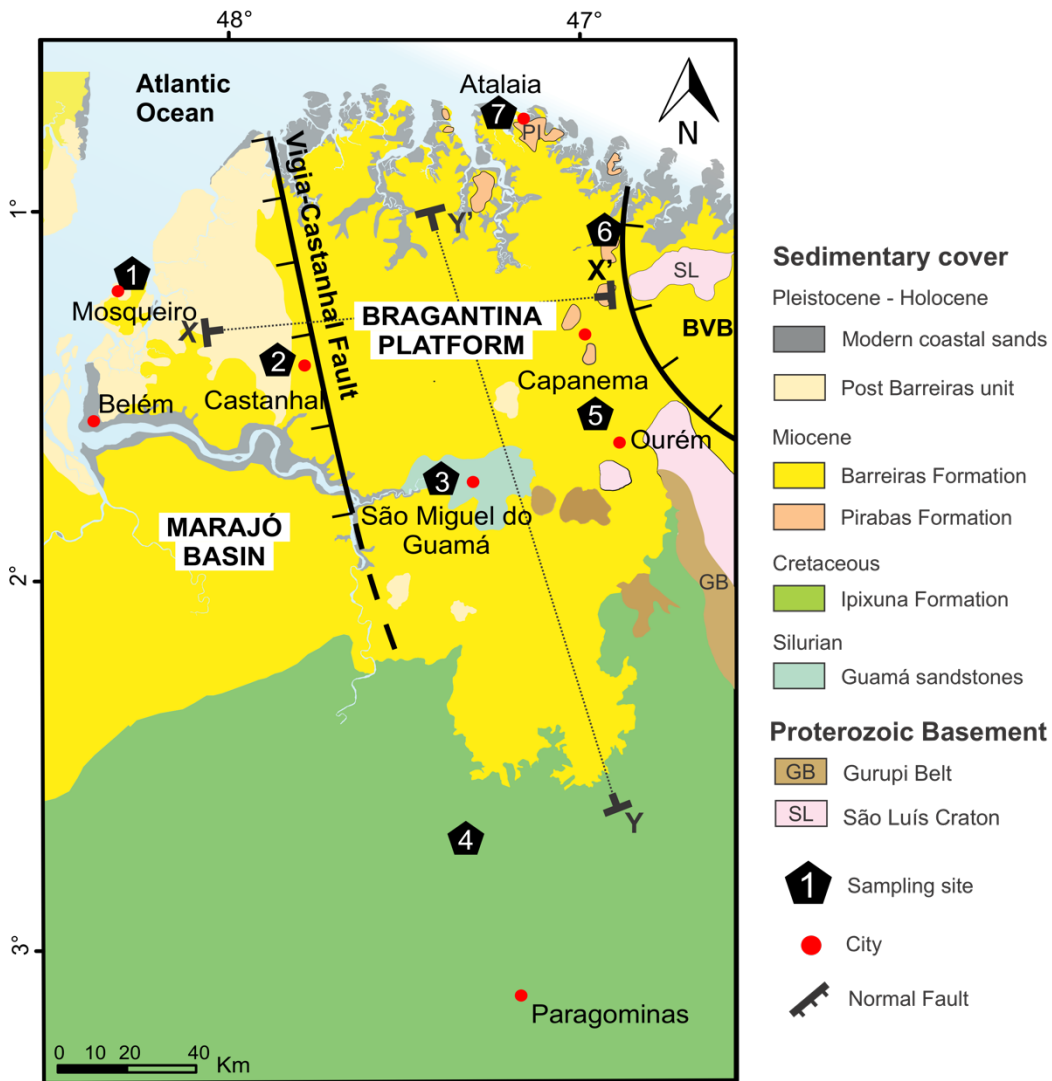 48°
47°
Atlantic
Ocean
Atalaia
7
PI
N
Vigia-Castanhal Fault
1°
Y'
6
SL
1
X'
Mosqueiro
X
BRAGANTINA
PLATFORM
BVB
2
Castanhal
Capanema
Belém
5
Ourém
3
São Miguel do
Guamá
MARAJÓ
BASIN
2°
GB
Y
4
3°
Paragominas
0 10 20 40
Km
Sedimentary cover
Pleistocene - Holocene
Modern coastal sands
Post Barreiras unit
Miocene
Barreiras Formation
Pirabas Formation
Cretaceous
Ipixuna Formation
Silurian
Guamá sandstones
Proterozoic Basement
GB Gurupi Belt
SL São Luís Craton
1 Sampling site
City
Normal Fault